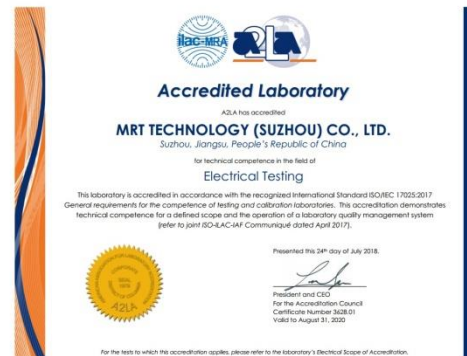 ilac-MRA
A2LA
Accredited Laboratory
A2LA has accredited
MRT TECHNOLOGY (SUZHOU) CO., LTD.
Suzhou, Jiangsu, People's Republic of China
for technical competence in the field of
Electrical Testing
This laboratory is accredited in accordance with the recognized International Standard ISO/IEC 17025:2017
General requirements for the competence of testing and calibration laboratories. This accreditation demonstrates
technical competence for a defined scope and the operation of a laboratory quality management system
(refer to joint ISO-ILAC-IAF Communiqué dated April 2017).
Presented this 24th day of July 2018.
President and CEO
For the Accreditation Council
Certificate Number 3628.01
Valid to August 31, 2020
A2LA
For the tests to which this accreditation applies, please refer to the laboratory's Electrical Scope of Accreditation.